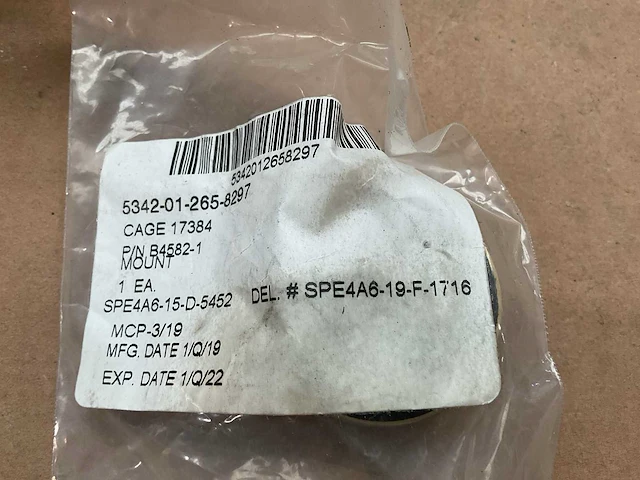 5342012658297
5342-01-265-8297
CAGE 17384
P/N B4582-1
MOUNT
1 EA.
SPE4A6-15-D-5452 DEL. # SPE4A6-19-F-1716
MCP-3/19
MFG. DATE 1/Q/19
EXP. DATE 1/Q/22